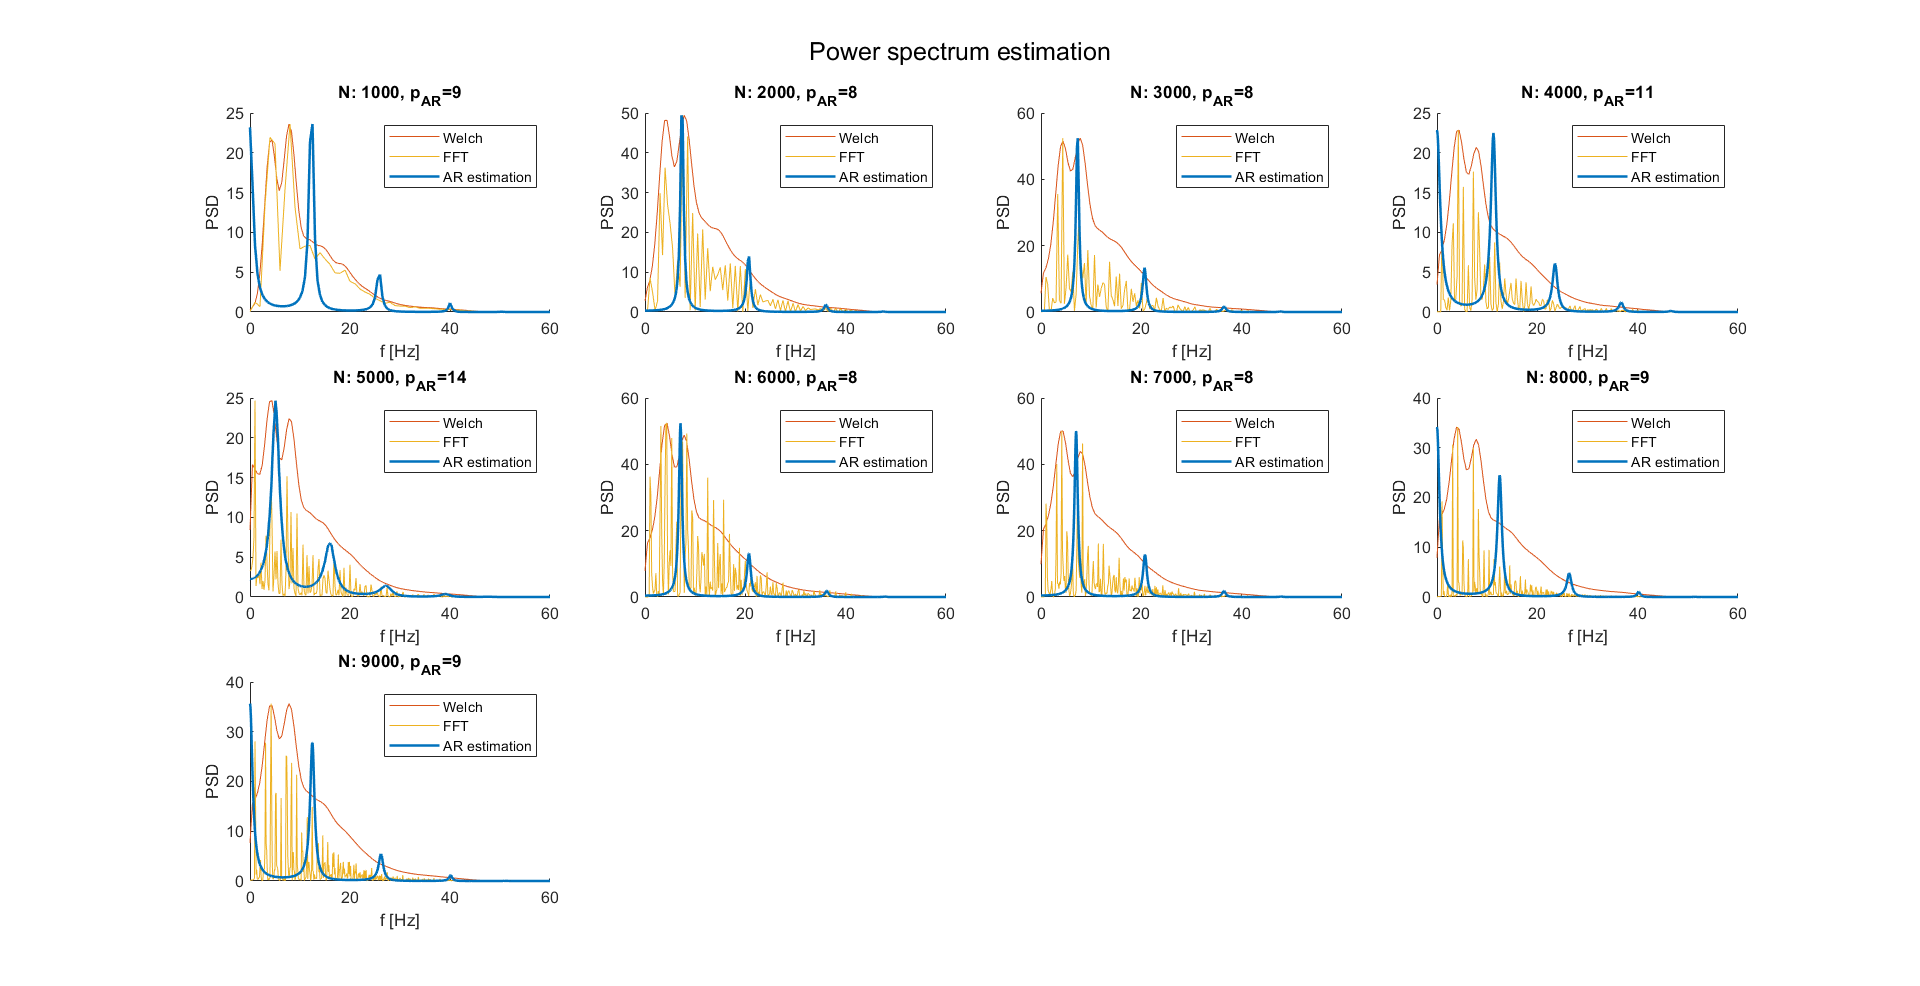 Power spectrum estimation
N: 1000, pAR=9
25
20
15
10
5
0
PSD
0 20 40 60
f [Hz]
Welch
FFT
AR estimation
N: 2000, pAR=8
50
40
30
20
10
0
PSD
0 20 40 60
f [Hz]
Welch
FFT
AR estimation
N: 3000, pAR=8
60
40
20
0
PSD
0 20 40 60
f [Hz]
Welch
FFT
AR estimation
N: 4000, pAR=11
25
20
15
10
5
0
PSD
0 20 40 60
f [Hz]
Welch
FFT
AR estimation
N: 5000, pAR=14
25
20
15
10
5
0
PSD
0 20 40 60
f [Hz]
Welch
FFT
AR estimation
N: 6000, pAR=8
60
40
20
0
PSD
0 20 40 60
f [Hz]
Welch
FFT
AR estimation
N: 7000, pAR=8
60
40
20
0
PSD
0 20 40 60
f [Hz]
Welch
FFT
AR estimation
N: 8000, pAR=9
40
30
20
10
0
PSD
0 20 40 60
f [Hz]
Welch
FFT
AR estimation
N: 9000, pAR=9
40
30
20
10
0
PSD
0 20 40 60
f [Hz]
Welch
FFT
AR estimation